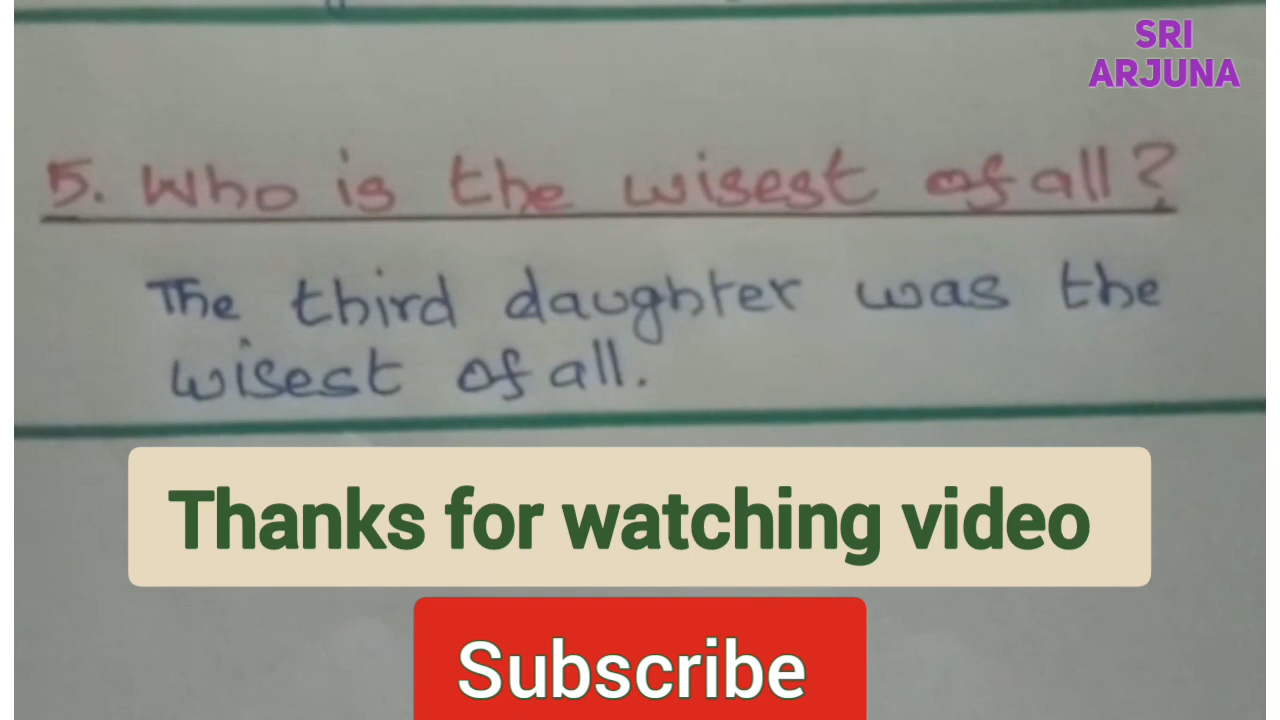 SRI
ARJUNA
5. Who is the wisest of all?
The third daughter was the
wisest of all.
Thanks for watching video
Subscribe